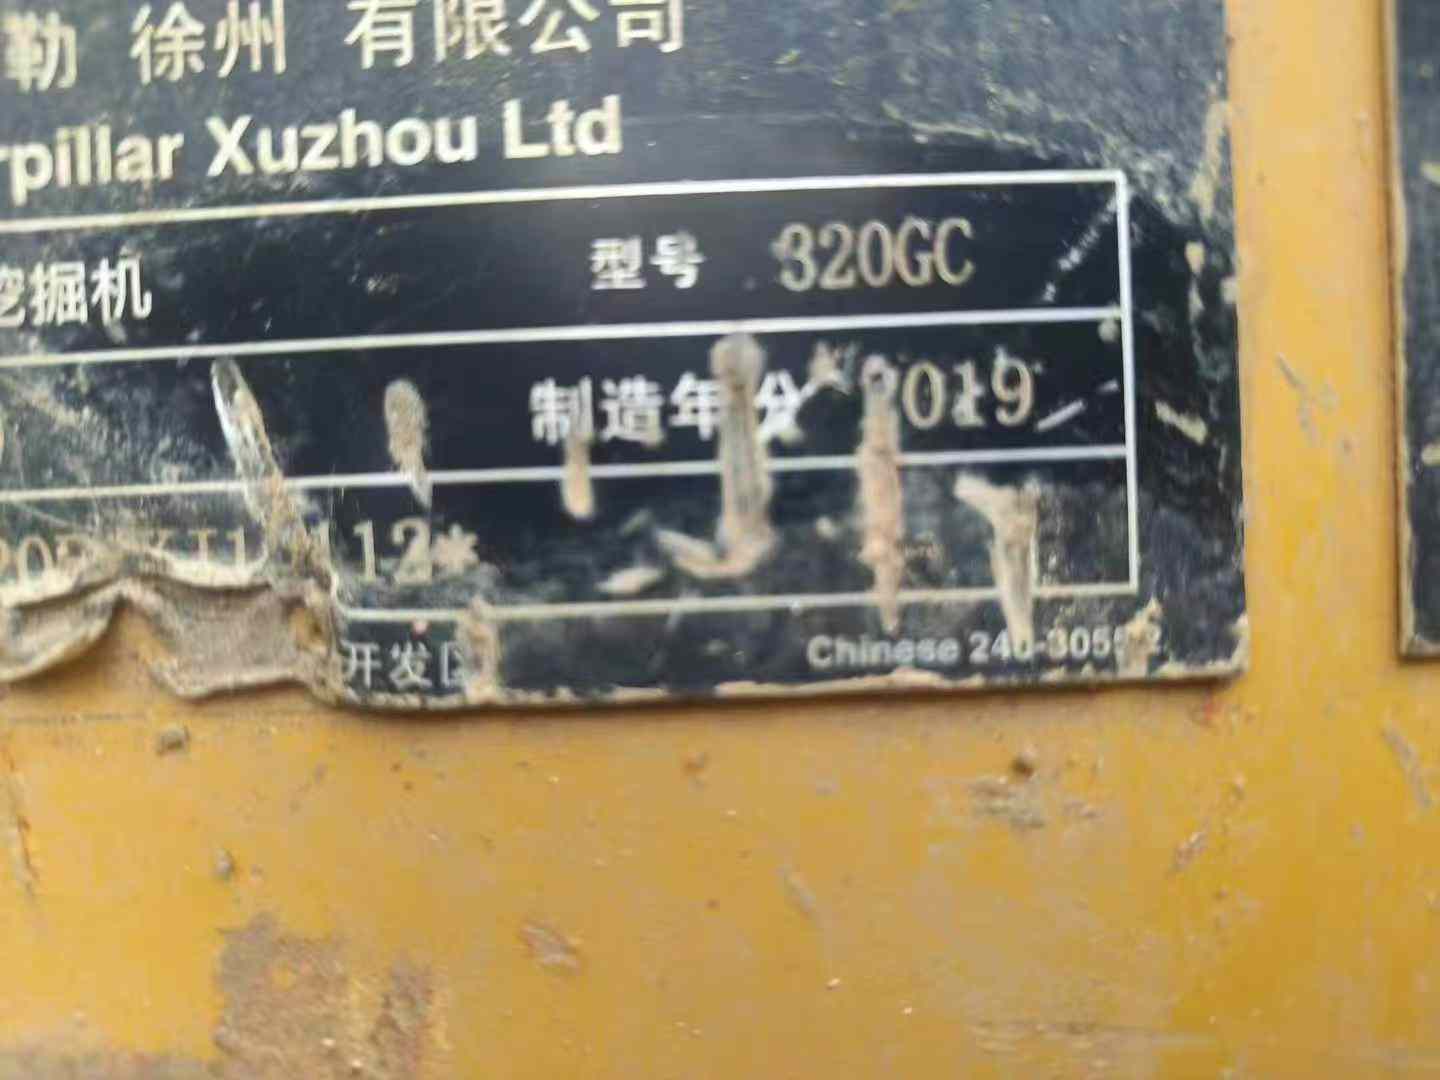 勒 徐州 有限公司
rpillar Xuzhou Ltd
挖掘机 型号 320GC
制造年份 2019
112*
开发区
Chinese